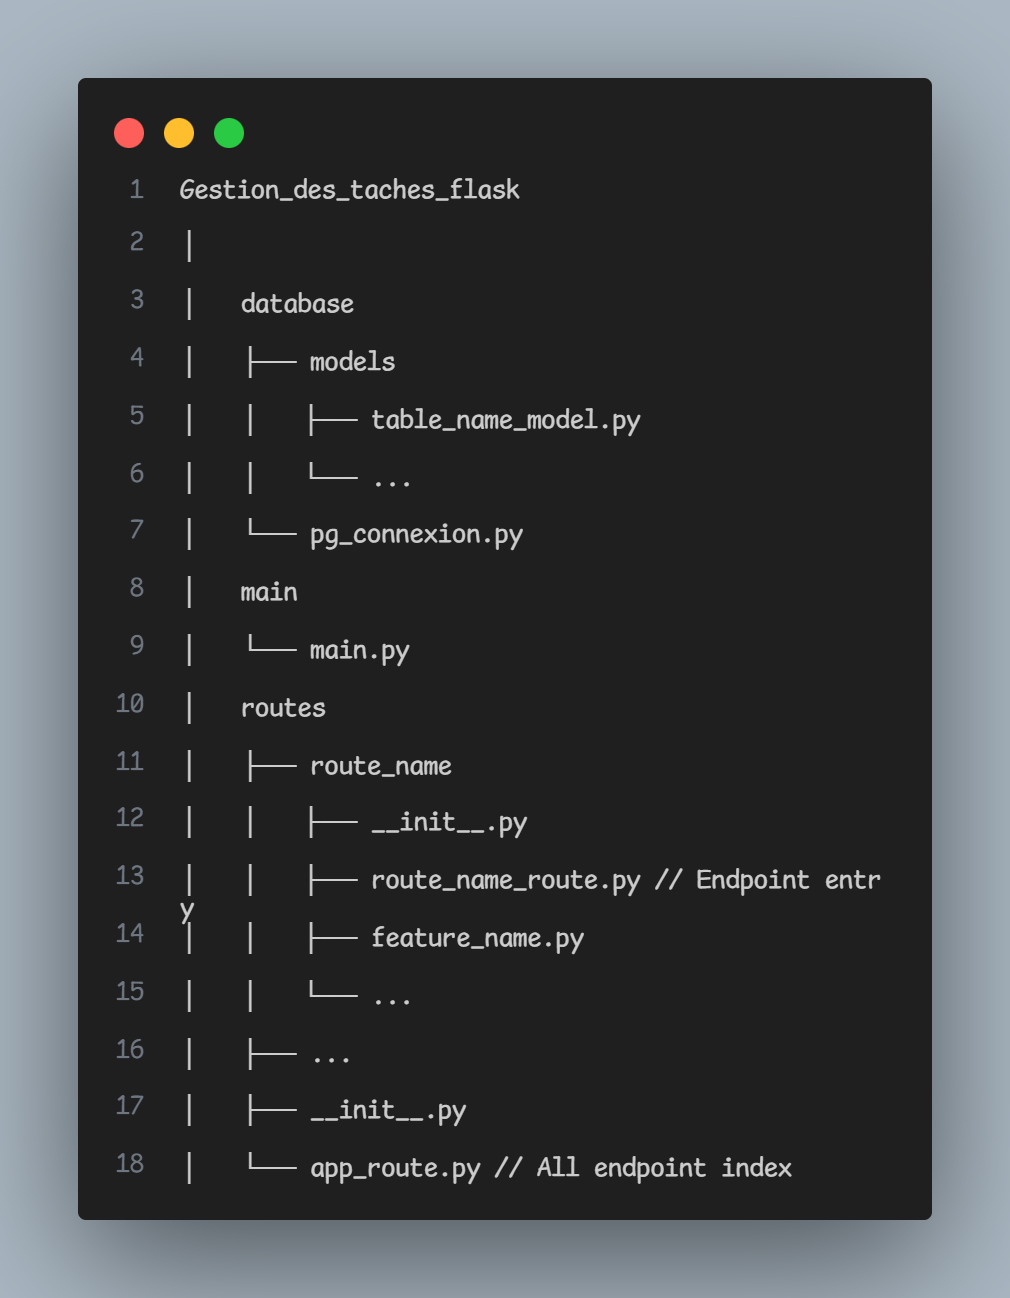 1 Gestion_des_taches_flask
2 │
3 │   database
4 │   ├── models
5 │   │   ├── table_name_model.py
6 │   │   └── ...
7 │   └── pg_connexion.py
8 │   main
9 │   └── main.py
10 │   routes
11 │   ├── route_name
12 │   │   ├── __init__.py
13 │   │   ├── route_name_route.py // Endpoint entr
y
14 │   │   ├── feature_name.py
15 │   │   └── ...
16 │   ├── ...
17 │   ├── __init__.py
18 │   └── app_route.py // All endpoint index